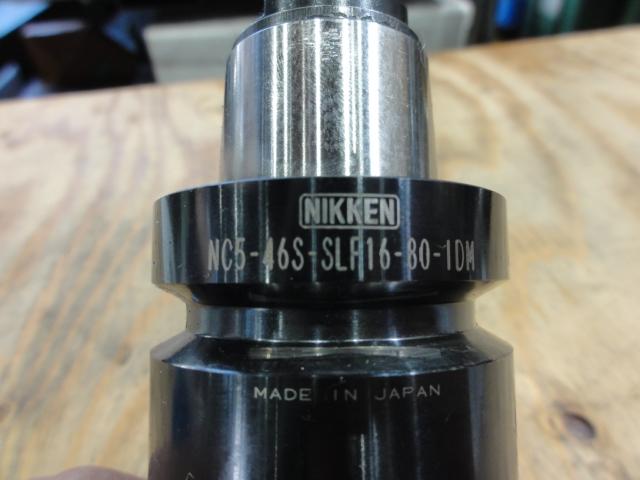 NIKKEN
NC5-46S-SLF16-80-1DM
MADE IN JAPAN